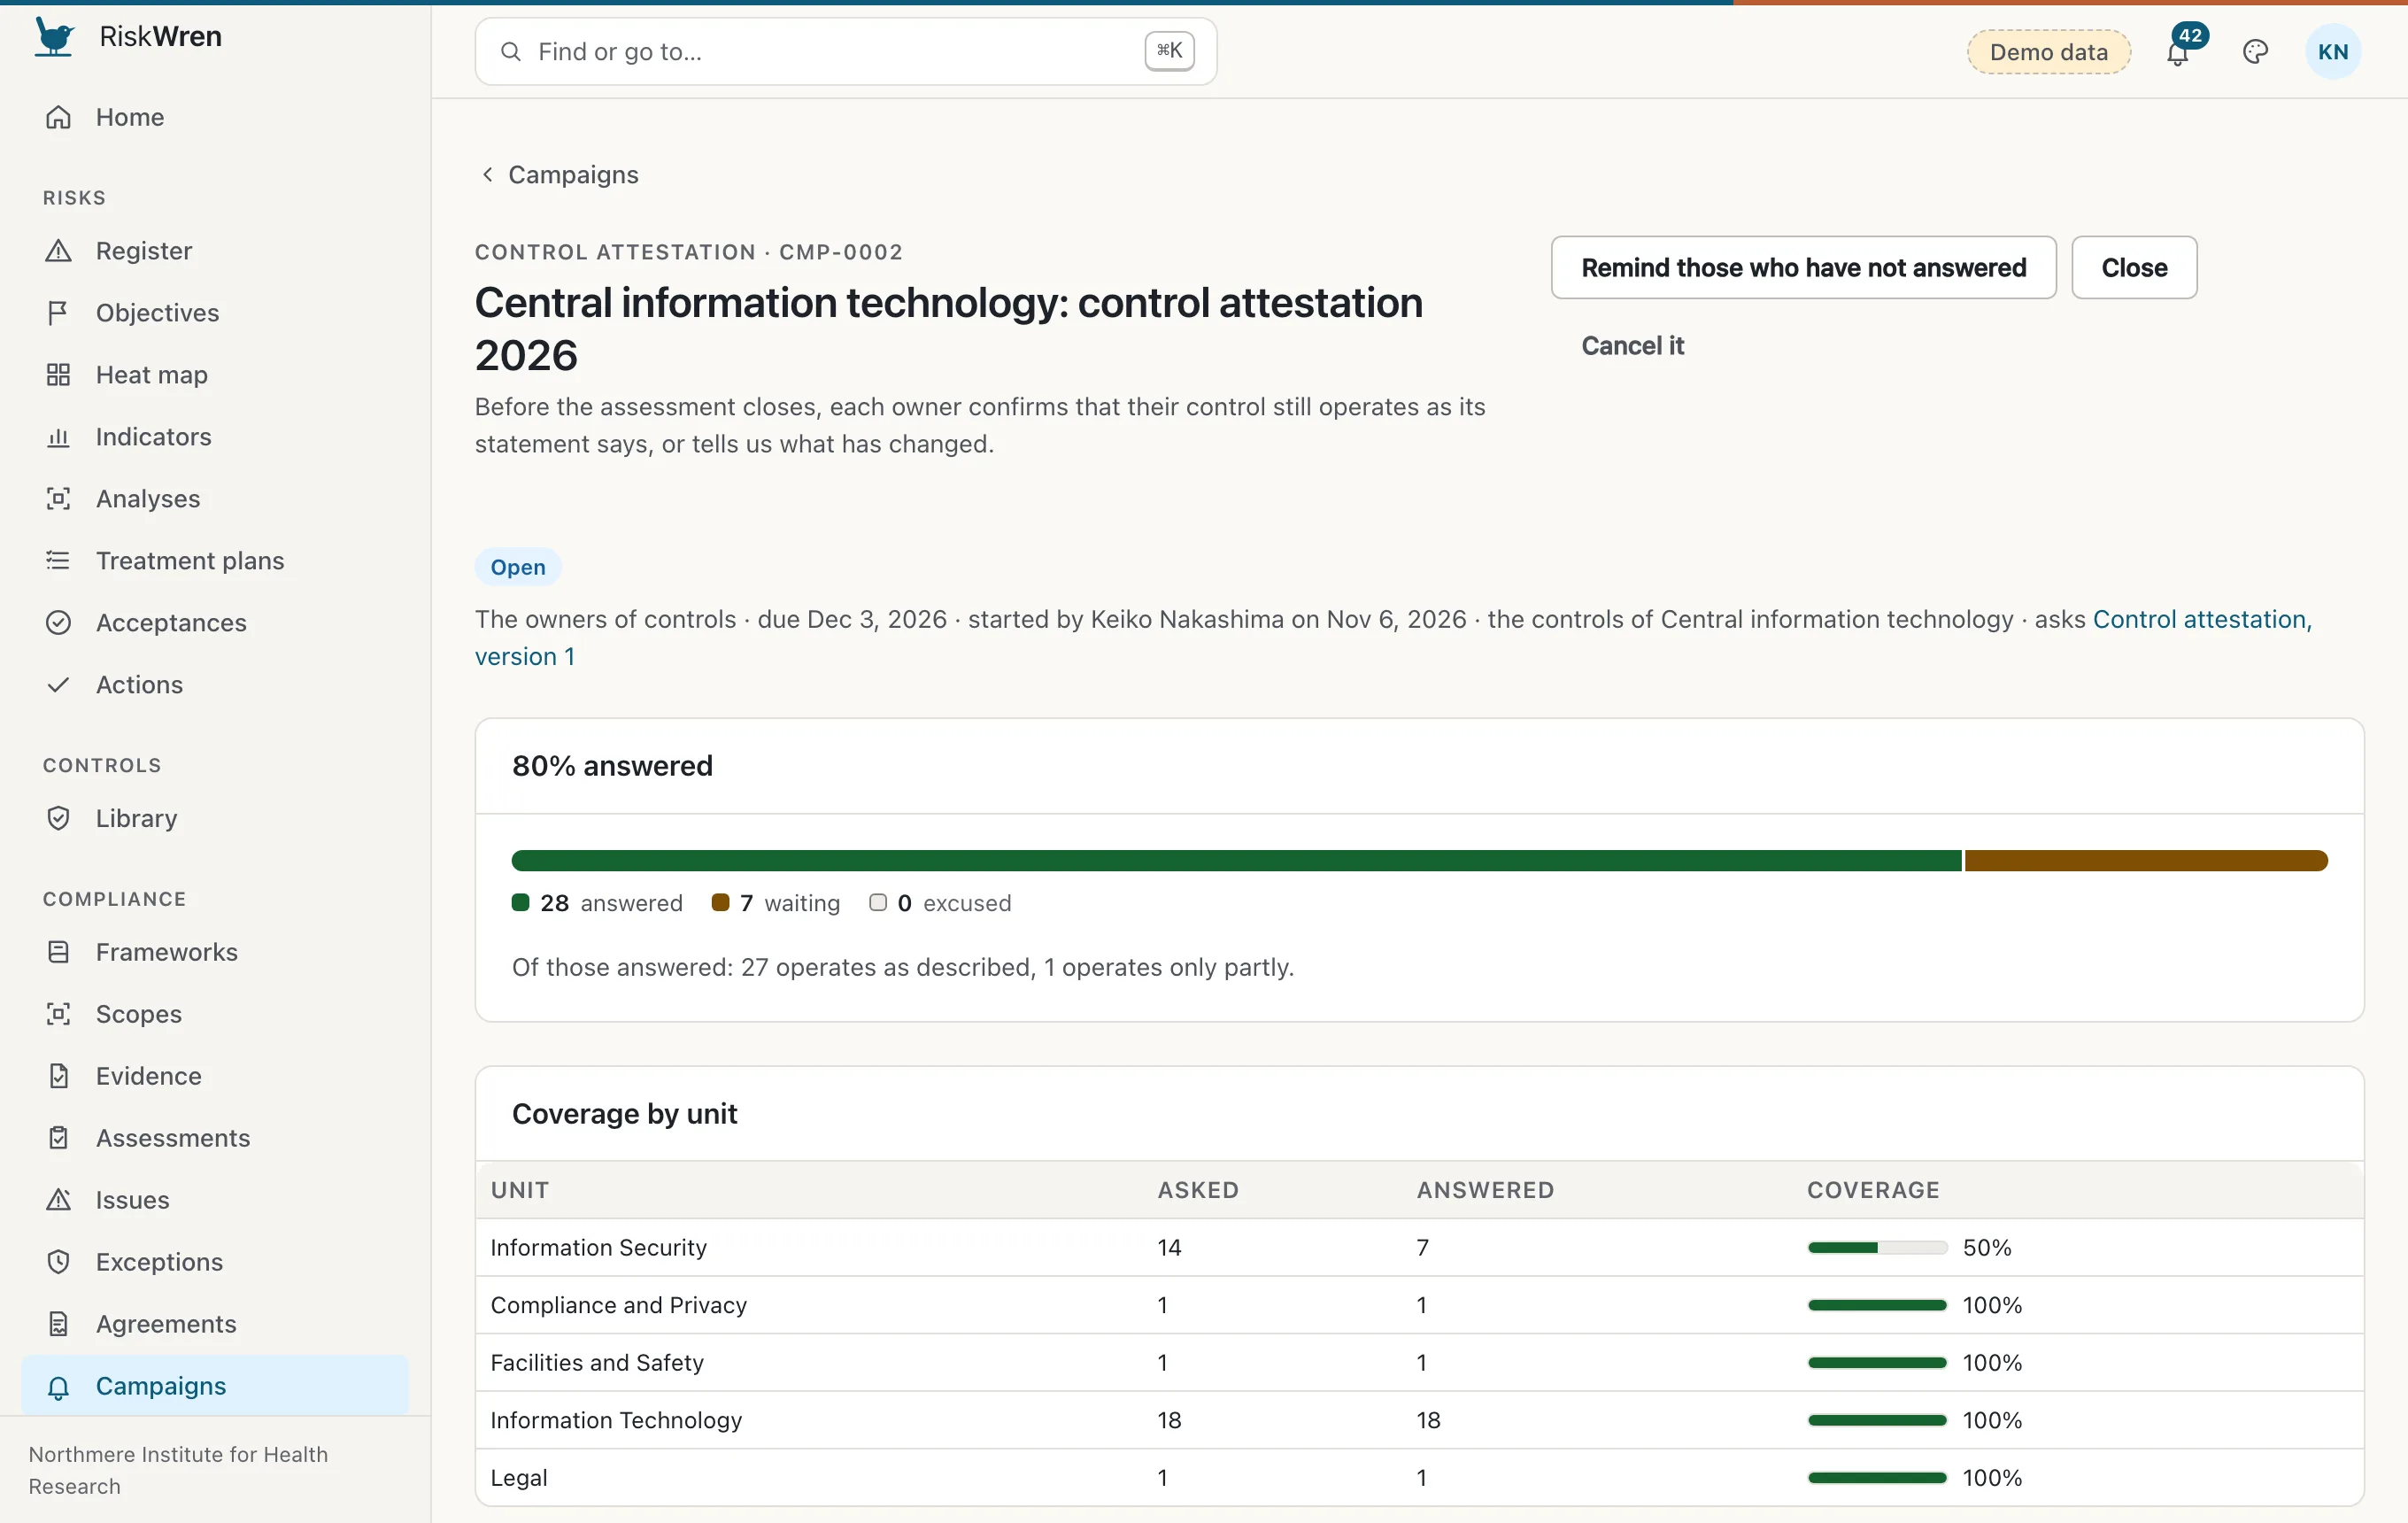 RiskWren
Find or go to...
⌘K
Demo data
42
KN
Home
RISKS
Register
Objectives
Heat map
Indicators
Analyses
Treatment plans
Acceptances
Actions
CONTROLS
Library
COMPLIANCE
Frameworks
Scopes
Evidence
Assessments
Issues
Exceptions
Agreements
Campaigns
Northmere Institute for Health
Research
Campaigns
CONTROL ATTESTATION · CMP-0002
Central information technology: control attestation
2026
Before the assessment closes, each owner confirms that their control still operates as its
statement says, or tells us what has changed.
Remind those who have not answered
Close
Cancel it
Open
The owners of controls · due Dec 3, 2026 · started by Keiko Nakashima on Nov 6, 2026 · the controls of Central information technology · asks Control attestation,
version 1
80% answered
28 answered 7 waiting 0 excused
Of those answered: 27 operates as described, 1 operates only partly.
Coverage by unit
UNIT ASKED ANSWERED COVERAGE
Information Security 14 7 50%
Compliance and Privacy 1 1 100%
Facilities and Safety 1 1 100%
Information Technology 18 18 100%
Legal 1 1 100%